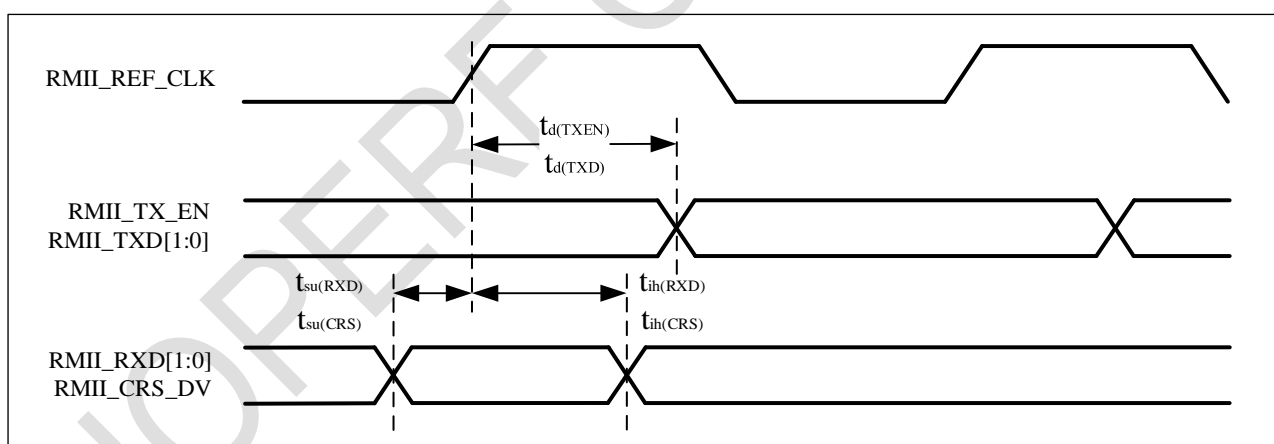 RMII_REF_CLK
td(TXEN)
td(TXD)
RMII_TX_EN
RMII_TXD[1:0]
tsu(RXD)
tih(RXD)
tsu(CRS)
tih(CRS)
RMII_RXD[1:0]
RMII_CRS_DV